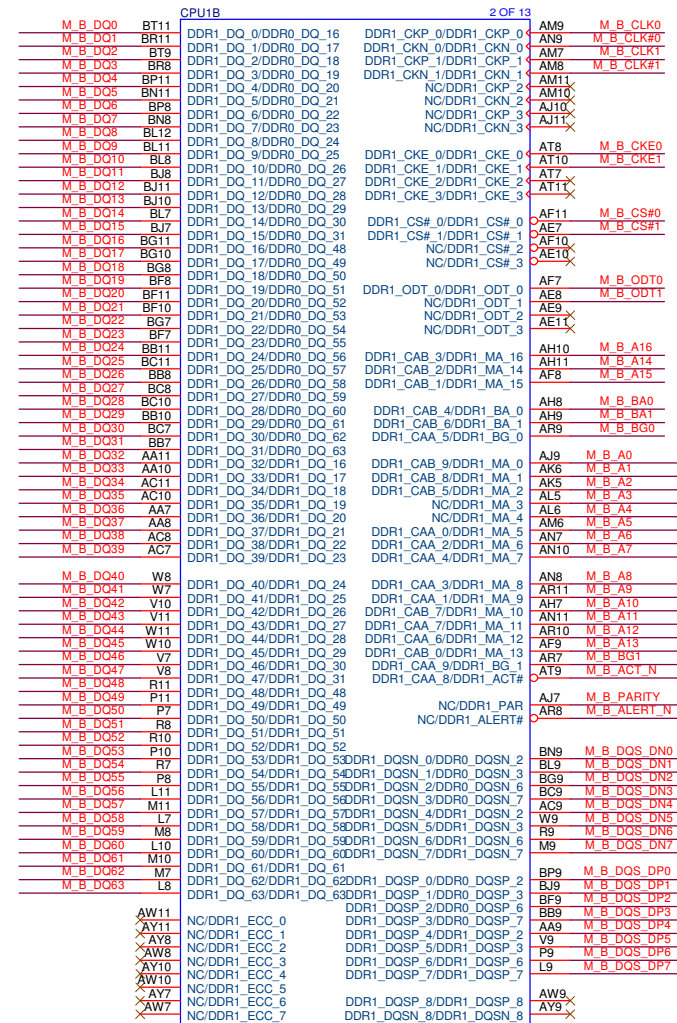 CPU1B
2 OF 13
M_B_DQ0 BT11 DDR1_DQ_0/DDR0_DQ_16
M_B_DQ1 BR11 DDR1_DQ_1/DDR0_DQ_17
M_B_DQ2 BT9 DDR1_DQ_2/DDR0_DQ_18
M_B_DQ3 BR8 DDR1_DQ_3/DDR0_DQ_19
M_B_DQ4 BP11 DDR1_DQ_4/DDR0_DQ_20
M_B_DQ5 BN11 DDR1_DQ_5/DDR0_DQ_21
M_B_DQ6 BP8 DDR1_DQ_6/DDR0_DQ_22
M_B_DQ7 BN8 DDR1_DQ_7/DDR0_DQ_23
M_B_DQ8 BL12 DDR1_DQ_8/DDR0_DQ_24
M_B_DQ9 BL11 DDR1_DQ_9/DDR0_DQ_25
M_B_DQ10 BL8 DDR1_DQ_10/DDR0_DQ_26
M_B_DQ11 BJ8 DDR1_DQ_11/DDR0_DQ_27
M_B_DQ12 BJ11 DDR1_DQ_12/DDR0_DQ_28
M_B_DQ13 BJ10 DDR1_DQ_13/DDR0_DQ_29
M_B_DQ14 BL7 DDR1_DQ_14/DDR0_DQ_30
M_B_DQ15 BJ7 DDR1_DQ_15/DDR0_DQ_31
M_B_DQ16 BG11 DDR1_DQ_16/DDR0_DQ_48
M_B_DQ17 BG10 DDR1_DQ_17/DDR0_DQ_49
M_B_DQ18 BG8 DDR1_DQ_18/DDR0_DQ_50
M_B_DQ19 BF8 DDR1_DQ_19/DDR0_DQ_51
M_B_DQ20 BF11 DDR1_DQ_20/DDR0_DQ_52
M_B_DQ21 BF10 DDR1_DQ_21/DDR0_DQ_53
M_B_DQ22 BG7 DDR1_DQ_22/DDR0_DQ_54
M_B_DQ23 BF7 DDR1_DQ_23/DDR0_DQ_55
M_B_DQ24 BB11 DDR1_DQ_24/DDR0_DQ_56
M_B_DQ25 BC11 DDR1_DQ_25/DDR0_DQ_57
M_B_DQ26 BB8 DDR1_DQ_26/DDR0_DQ_58
M_B_DQ27 BC8 DDR1_DQ_27/DDR0_DQ_59
M_B_DQ28 BC10 DDR1_DQ_28/DDR0_DQ_60
M_B_DQ29 BB10 DDR1_DQ_29/DDR0_DQ_61
M_B_DQ30 BC7 DDR1_DQ_30/DDR0_DQ_62
M_B_DQ31 BB7 DDR1_DQ_31/DDR0_DQ_63
M_B_DQ32 AA11 DDR1_DQ_32/DDR1_DQ_16
M_B_DQ33 AA10 DDR1_DQ_33/DDR1_DQ_17
M_B_DQ34 AC11 DDR1_DQ_34/DDR1_DQ_18
M_B_DQ35 AC10 DDR1_DQ_35/DDR1_DQ_19
M_B_DQ36 AA7 DDR1_DQ_36/DDR1_DQ_20
M_B_DQ37 AA8 DDR1_DQ_37/DDR1_DQ_21
M_B_DQ38 AC8 DDR1_DQ_38/DDR1_DQ_22
M_B_DQ39 AC7 DDR1_DQ_39/DDR1_DQ_23
M_B_DQ40 W8 DDR1_DQ_40/DDR1_DQ_24
M_B_DQ41 W7 DDR1_DQ_41/DDR1_DQ_25
M_B_DQ42 V10 DDR1_DQ_42/DDR1_DQ_26
M_B_DQ43 V11 DDR1_DQ_43/DDR1_DQ_27
M_B_DQ44 W11 DDR1_DQ_44/DDR1_DQ_28
M_B_DQ45 W10 DDR1_DQ_45/DDR1_DQ_29
M_B_DQ46 V7 DDR1_DQ_46/DDR1_DQ_30
M_B_DQ47 V8 DDR1_DQ_47/DDR1_DQ_31
M_B_DQ48 R11 DDR1_DQ_48/DDR1_DQ_48
M_B_DQ49 P11 DDR1_DQ_49/DDR1_DQ_49
M_B_DQ50 P7 DDR1_DQ_50/DDR1_DQ_50
M_B_DQ51 R8 DDR1_DQ_51/DDR1_DQ_51
M_B_DQ52 R10 DDR1_DQ_52/DDR1_DQ_52
M_B_DQ53 P10 DDR1_DQ_53/DDR1_DQ_53
M_B_DQ54 R7 DDR1_DQ_54/DDR1_DQ_54
M_B_DQ55 P8 DDR1_DQ_55/DDR1_DQ_55
M_B_DQ56 L11 DDR1_DQ_56/DDR1_DQ_56
M_B_DQ57 M11 DDR1_DQ_57/DDR1_DQ_57
M_B_DQ58 L7 DDR1_DQ_58/DDR1_DQ_58
M_B_DQ59 M8 DDR1_DQ_59/DDR1_DQ_59
M_B_DQ60 L10 DDR1_DQ_60/DDR1_DQ_60
M_B_DQ61 M10 DDR1_DQ_61/DDR1_DQ_61
M_B_DQ62 M7 DDR1_DQ_62/DDR1_DQ_62
M_B_DQ63 L8 DDR1_DQ_63/DDR1_DQ_63
AW11 NC/DDR1_ECC_0
AY11 NC/DDR1_ECC_1
AY8 NC/DDR1_ECC_2
AW8 NC/DDR1_ECC_3
AY10 NC/DDR1_ECC_4
AW10 NC/DDR1_ECC_5
AY7 NC/DDR1_ECC_6
AW7 NC/DDR1_ECC_7
DDR1_CKP_0/DDR1_CKP_0 AM9 M_B_CLK0
DDR1_CKN_0/DDR1_CKN_0 AN9 M_B_CLK#0
DDR1_CKP_1/DDR1_CKP_1 AM7 M_B_CLK1
DDR1_CKN_1/DDR1_CKN_1 AM8 M_B_CLK#1
NC/DDR1_CKP_2 AM11
NC/DDR1_CKN_2 AM10
NC/DDR1_CKP_3 AJ10
NC/DDR1_CKN_3 AJ11
DDR1_CKE_0/DDR1_CKE_0 AT8 M_B_CKE0
DDR1_CKE_1/DDR1_CKE_1 AT10 M_B_CKE1
DDR1_CKE_2/DDR1_CKE_2 AT7
DDR1_CKE_3/DDR1_CKE_3 AT11
DDR1_CS#_0/DDR1_CS#_0 AF11 M_B_CS#0
DDR1_CS#_1/DDR1_CS#_1 AE7 M_B_CS#1
NC/DDR1_CS#_2 AF10
NC/DDR1_CS#_3 AE10
DDR1_ODT_0/DDR1_ODT_0 AF7 M_B_ODT0
NC/DDR1_ODT_1 AE8 M_B_ODT1
NC/DDR1_ODT_2 AE9
NC/DDR1_ODT_3 AE11
DDR1_CAB_3/DDR1_MA_16 AH10 M_B_A16
DDR1_CAB_2/DDR1_MA_14 AH11 M_B_A14
DDR1_CAB_1/DDR1_MA_15 AF8 M_B_A15
DDR1_CAB_4/DDR1_BA_0 AH8 M_B_BA0
DDR1_CAB_6/DDR1_BA_1 AH9 M_B_BA1
DDR1_CAA_5/DDR1_BG_0 AR9 M_B_BG0
DDR1_CAB_9/DDR1_MA_0 AJ9 M_B_A0
DDR1_CAB_8/DDR1_MA_1 AK6 M_B_A1
DDR1_CAB_5/DDR1_MA_2 AK5 M_B_A2
NC/DDR1_MA_3 AL5 M_B_A3
NC/DDR1_MA_4 AL6 M_B_A4
DDR1_CAA_0/DDR1_MA_5 AM6 M_B_A5
DDR1_CAA_2/DDR1_MA_6 AN7 M_B_A6
DDR1_CAA_4/DDR1_MA_7 AN10 M_B_A7
DDR1_CAA_3/DDR1_MA_8 AN8 M_B_A8
DDR1_CAA_1/DDR1_MA_9 AR11 M_B_A9
DDR1_CAB_7/DDR1_MA_10 AH7 M_B_A10
DDR1_CAA_7/DDR1_MA_11 AN11 M_B_A11
DDR1_CAA_6/DDR1_MA_12 AR10 M_B_A12
DDR1_CAB_0/DDR1_MA_13 AF9 M_B_A13
DDR1_CAA_9/DDR1_BG_1 AR7 M_B_BG1
DDR1_CAA_8/DDR1_ACT# AT9 M_B_ACT_N
NC/DDR1_PAR AJ7 M_B_PARITY
NC/DDR1_ALERT# AR8 M_B_ALERT_N
DDR1_DQSN_0/DDR0_DQSN_2 BN9 M_B_DQS_DN0
DDR1_DQSN_1/DDR0_DQSN_3 BL9 M_B_DQS_DN1
DDR1_DQSN_2/DDR0_DQSN_6 BG9 M_B_DQS_DN2
DDR1_DQSN_3/DDR0_DQSN_7 BC9 M_B_DQS_DN3
DDR1_DQSN_4/DDR1_DQSN_2 AC9 M_B_DQS_DN4
DDR1_DQSN_5/DDR1_DQSN_3 W9 M_B_DQS_DN5
DDR1_DQSN_6/DDR1_DQSN_6 R9 M_B_DQS_DN6
DDR1_DQSN_7/DDR1_DQSN_7 M9 M_B_DQS_DN7
DDR1_DQSP_0/DDR0_DQSP_2 BP9 M_B_DQS_DP0
DDR1_DQSP_1/DDR0_DQSP_3 BJ9 M_B_DQS_DP1
DDR1_DQSP_2/DDR0_DQSP_6 BF9 M_B_DQS_DP2
DDR1_DQSP_3/DDR0_DQSP_7 BB9 M_B_DQS_DP3
DDR1_DQSP_4/DDR1_DQSP_2 AA9 M_B_DQS_DP4
DDR1_DQSP_5/DDR1_DQSP_3 V9 M_B_DQS_DP5
DDR1_DQSP_6/DDR1_DQSP_6 P9 M_B_DQS_DP6
DDR1_DQSP_7/DDR1_DQSP_7 L9 M_B_DQS_DP7
DDR1_DQSP_8/DDR1_DQSP_8 AW9
DDR1_DQSN_8/DDR1_DQSN_8 AY9